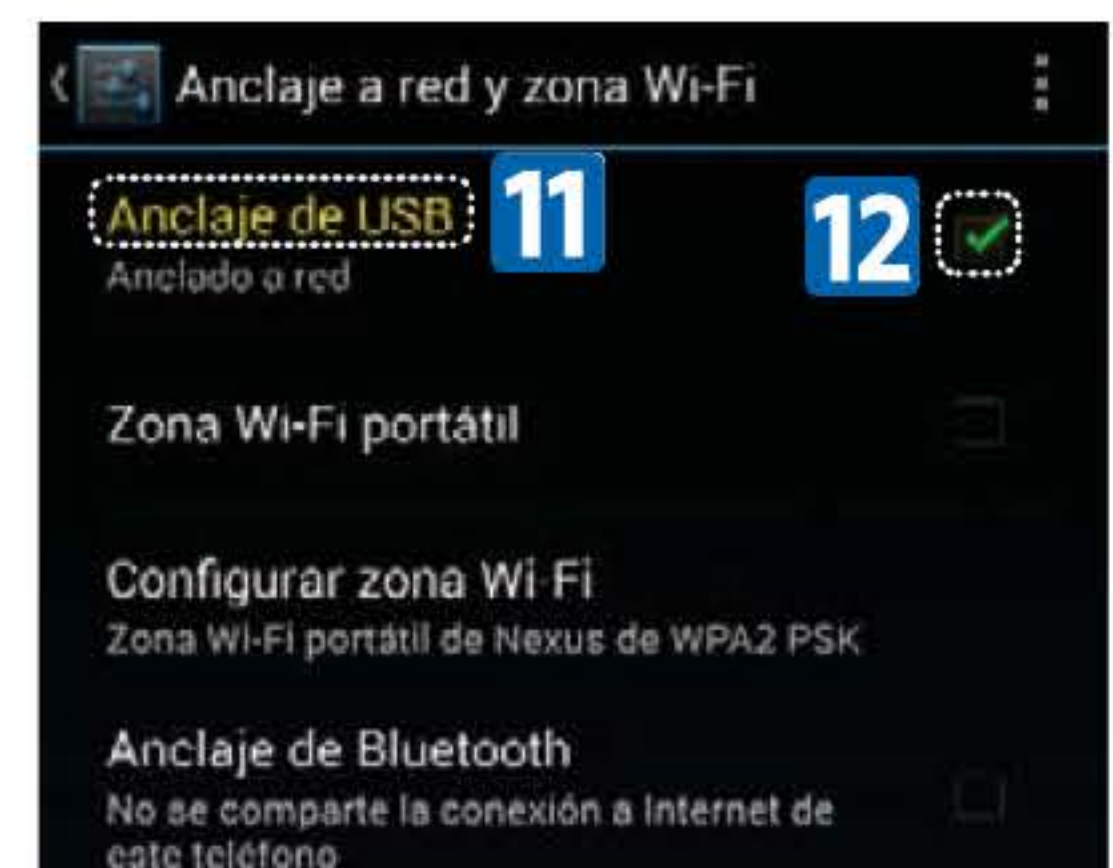 Anclaje a red y zona Wi-Fi
Anclaje de USB 11 12
Anclado a red
Zona Wi-Fi portátil
Configurar zona Wi-Fi
Zona Wi-Fi portátil de Nexus de WPA2 PSK
Anclaje de Bluetooth
No se comparte la conexión a Internet de
este teléfono